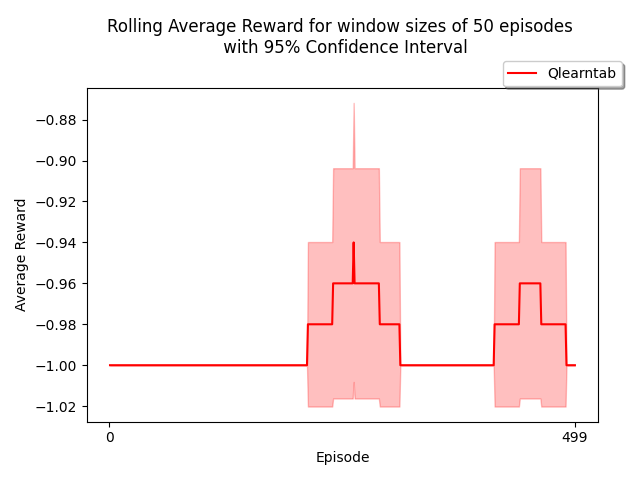 Rolling Average Reward for window sizes of 50 episodes
with 95% Confidence Interval
Qlearntab
−0.88
−0.90
−0.92
−0.94
−0.96
−0.98
−1.00
−1.02
Average Reward
0
499
Episode